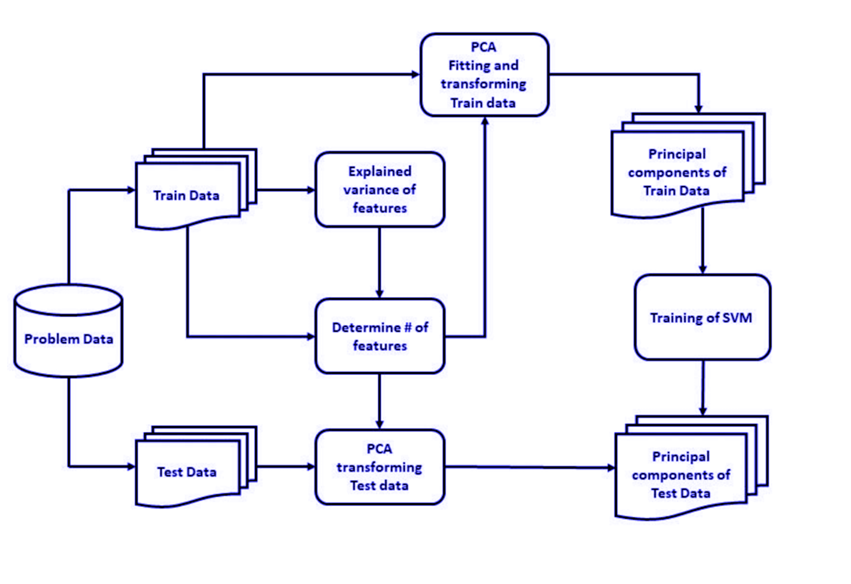 PCA
Fitting and
transforming
Train data
Principal
components of
Train Data
Explained
variance of
features
Train Data
Training of SVM
Determine # of
features
Problem Data
PCA
transforming
Test data
Principal
components of
Test Data
Test Data